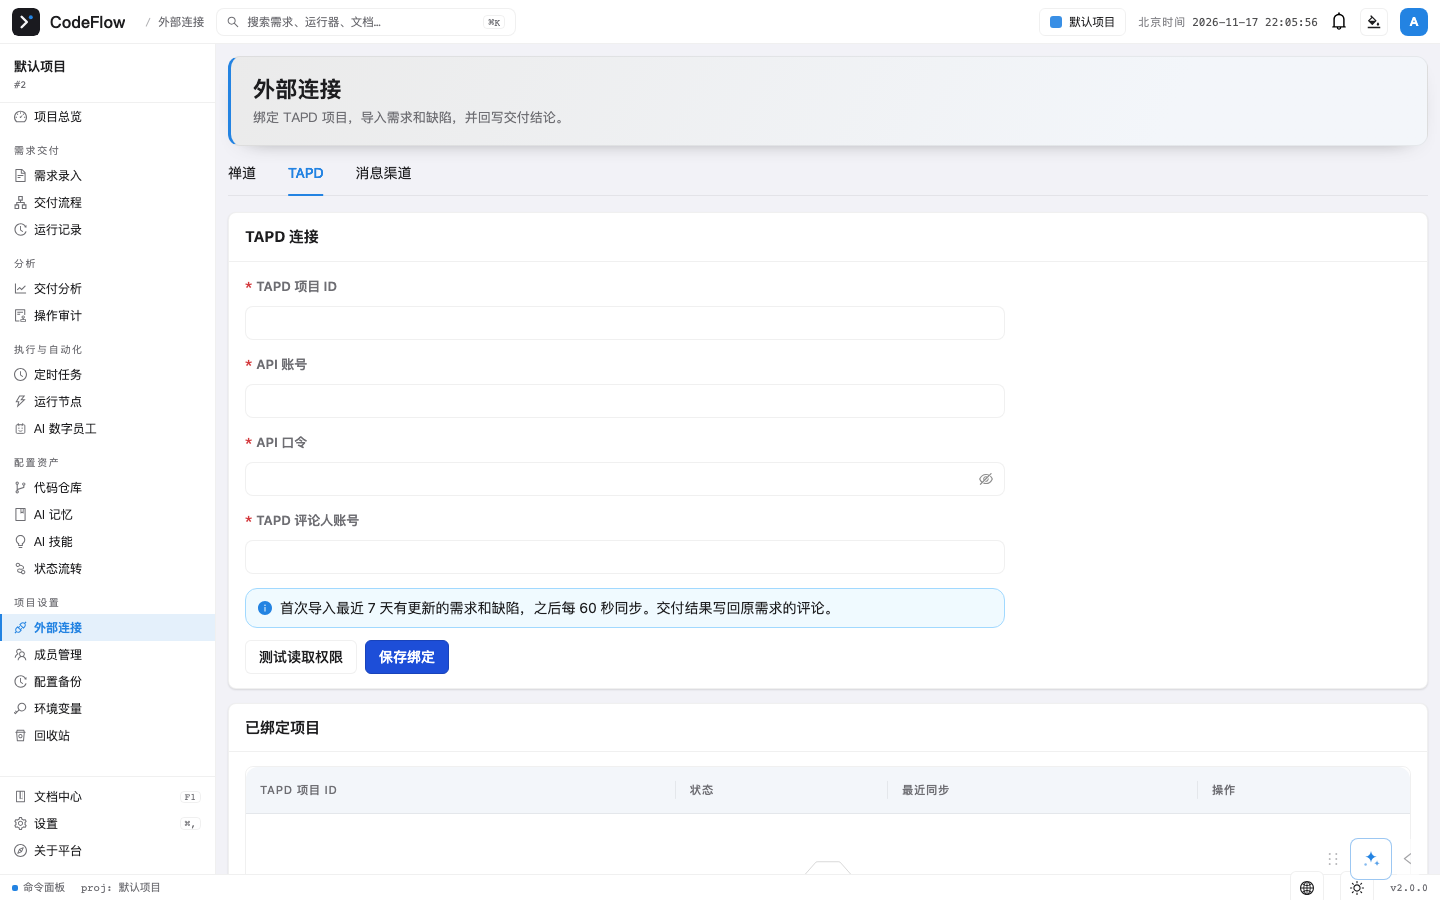 CodeFlow / 外部连接 搜索需求、运行器、文档... ⌘K 默认项目 北京时间 2026-11-17 22:05:56 A
默认项目
#2
项目总览
需求交付
需求录入
交付流程
运行记录
分析
交付分析
操作审计
执行与自动化
定时任务
运行节点
AI 数字员工
配置资产
代码仓库
AI 记忆
AI 技能
状态流转
项目设置
外部连接
成员管理
配置备份
环境变量
回收站
文档中心 F1
设置 ⌘,
关于平台
外部连接
绑定 TAPD 项目，导入需求和缺陷，并回写交付结论。
禅道 TAPD 消息渠道
TAPD 连接
* TAPD 项目 ID
* API 账号
* API 口令
* TAPD 评论人账号
首次导入最近 7 天有更新的需求和缺陷，之后每 60 秒同步。交付结果写回原需求的评论。
测试读取权限 保存绑定
已绑定项目
TAPD 项目 ID 状态 最近同步 操作
命令面板 proj: 默认项目 v2.0.0